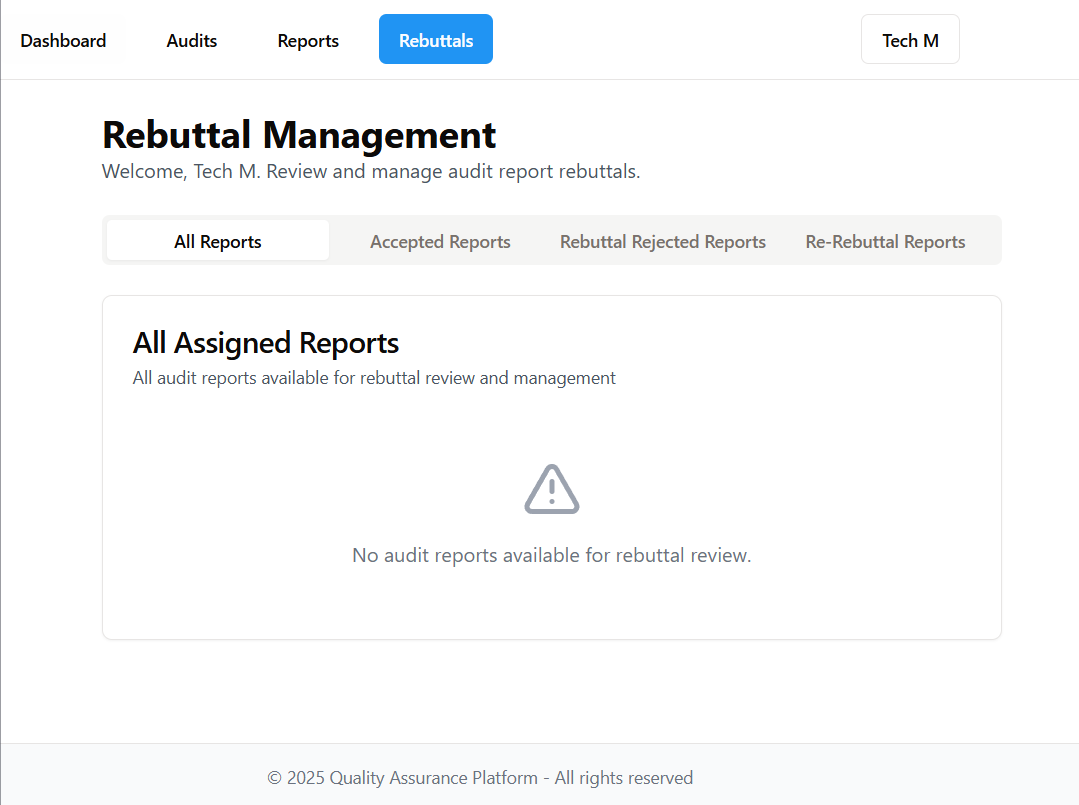 Dashboard Audits Reports Rebuttals Tech M
Rebuttal Management
Welcome, Tech M. Review and manage audit report rebuttals.
All Reports Accepted Reports Rebuttal Rejected Reports Re-Rebuttal Reports
All Assigned Reports
All audit reports available for rebuttal review and management
No audit reports available for rebuttal review.
© 2025 Quality Assurance Platform - All rights reserved